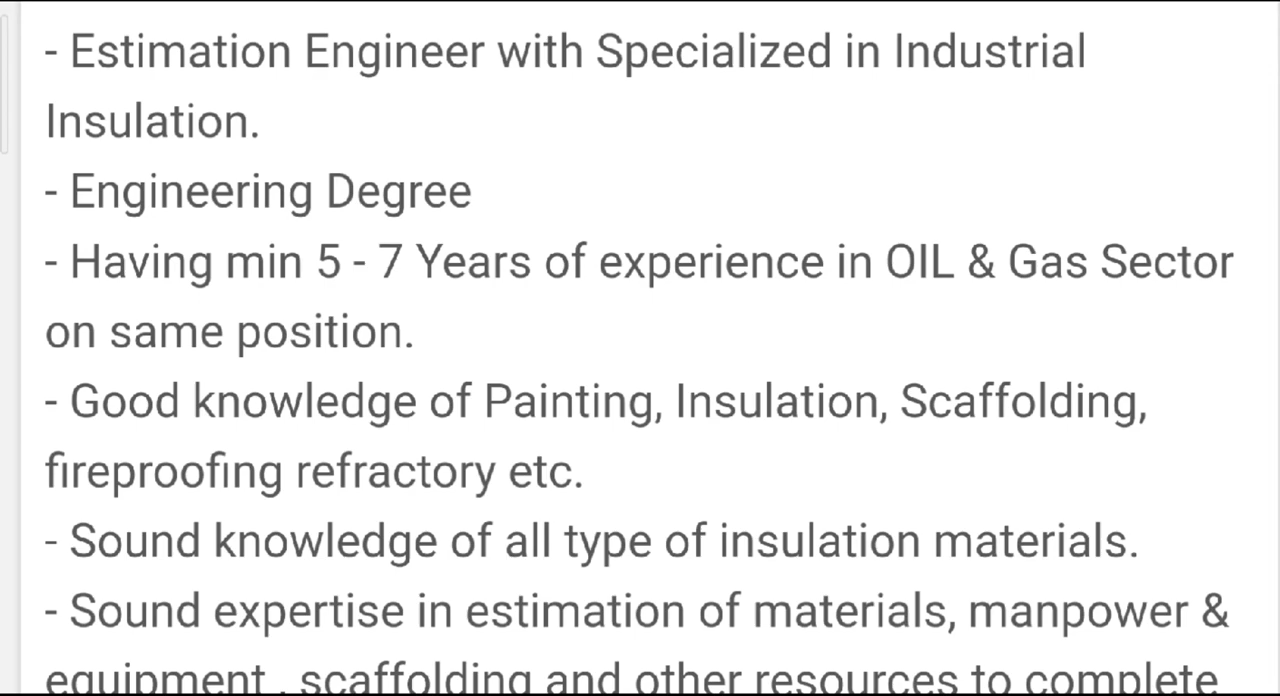 - Estimation Engineer with Specialized in Industrial
Insulation.
- Engineering Degree
- Having min 5 - 7 Years of experience in OIL & Gas Sector
on same position.
- Good knowledge of Painting, Insulation, Scaffolding,
fireproofing refractory etc.
- Sound knowledge of all type of insulation materials.
- Sound expertise in estimation of materials, manpower &
equipment , scaffolding and other resources to complete